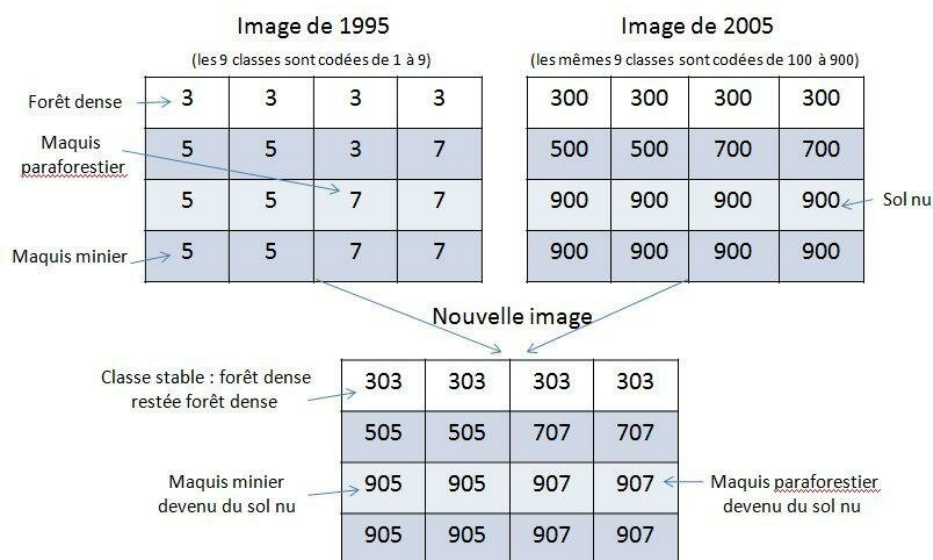 Image de 1995
(les 9 classes sont codées de 1 à 9)
Forêt dense
3 3 3 3
Maquis
paraforestier
5 5 3 7
5 5 7 7
Maquis minier
5 5 7 7
Image de 2005
(les mêmes 9 classes sont codées de 100 à 900)
300 300 300 300
500 500 700 700
900 900 900 900
Sol nu
900 900 900 900
Nouvelle image
Classe stable : forêt dense
restée forêt dense
303 303 303 303
505 505 707 707
Maquis minier
devenu du sol nu
905 905 907 907
Maquis paraforestier
devenu du sol nu
905 905 907 907